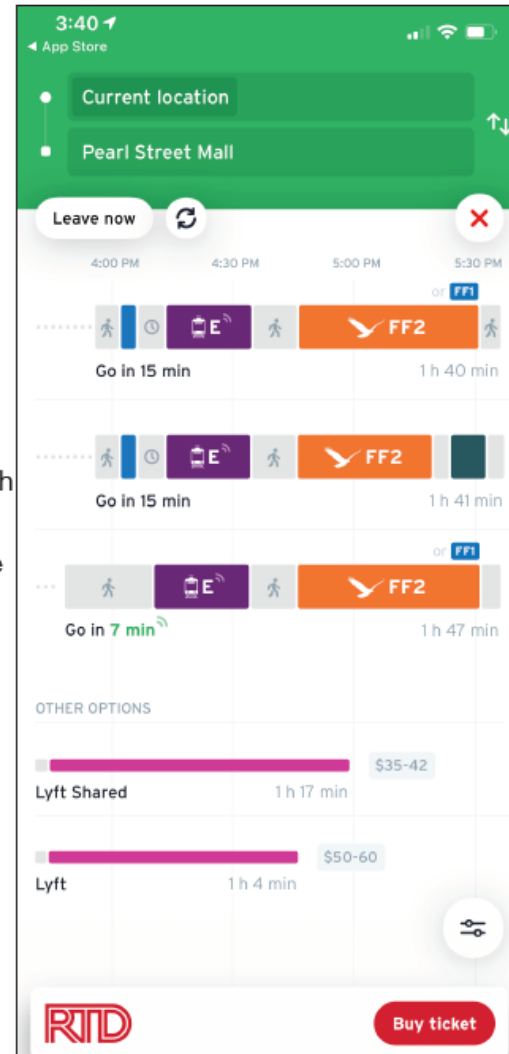 3:40
App Store
Current location
Pearl Street Mall
Leave now
4:00 PM 4:30 PM 5:00 PM 5:30 PM
or FF1
E FF2
Go in 15 min 1 h 40 min
E FF2
h
Go in 15 min 1 h 41 min
or FF1
e
E FF2
Go in 7 min 1 h 47 min
OTHER OPTIONS
$35-42
Lyft Shared 1 h 17 min
$50-60
Lyft 1 h 4 min
RTD Buy ticket